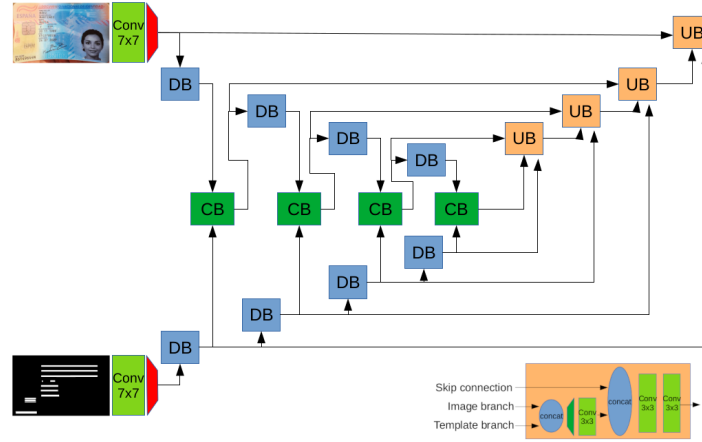 Conv
7x7
UB
DB
UB
DB
UB
DB
UB
DB
CB
CB
CB
CB
DB
DB
DB
DB
Conv
7x7
Skip connection
Image branch
Template branch
concat
Conv
3x3
concat
Conv
3x3
Conv
3x3